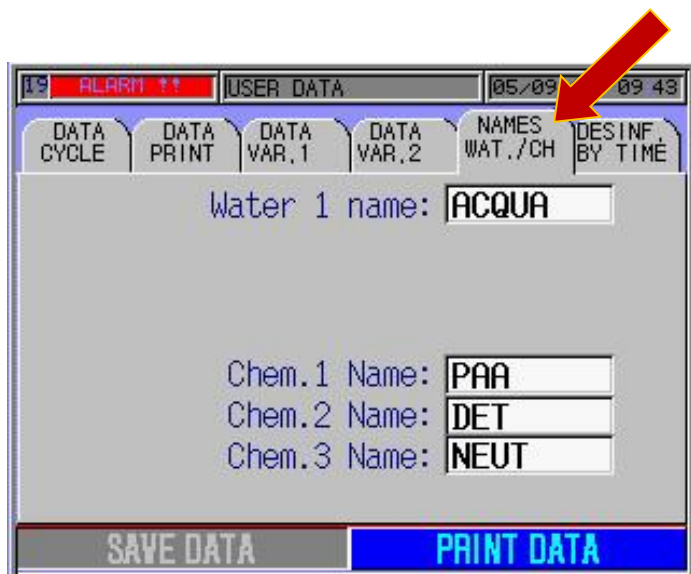 19 ALARM !! USER DATA 05/09 09 43
DATA CYCLE DATA PRINT DATA VAR.1 DATA VAR.2 NAMES WAT./CH DESINF. BY TIME
Water 1 name: ACQUA
Chem.1 Name: PAA
Chem.2 Name: DET
Chem.3 Name: NEUT
SAVE DATA PRINT DATA